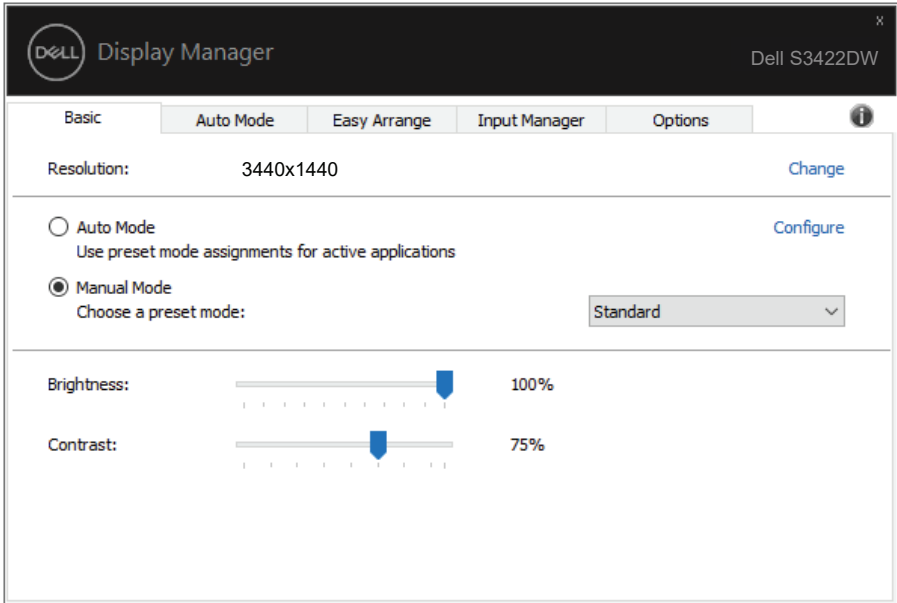 x
DELL Display Manager
Dell S3422DW
Basic Auto Mode Easy Arrange Input Manager Options i
Resolution: 3440x1440 Change
Auto Mode Configure
Use preset mode assignments for active applications
Manual Mode
Choose a preset mode: Standard
Brightness: 100%
Contrast: 75%